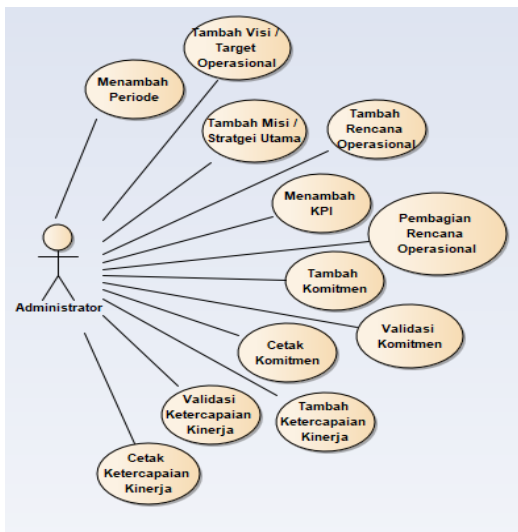 Tambah Visi /
Target
Operasional
Menambah
Periode
Tambah Misi /
Stratgei Utama
Tambah
Rencana
Operasional
Menambah
KPI
Pembagian
Rencana
Operasional
Administrator
Tambah
Komitmen
Validasi
Komitmen
Cetak
Komitmen
Validasi
Ketercapaian
Kinerja
Tambah
Ketercapaian
Kinerja
Cetak
Ketercapaian
Kinerja